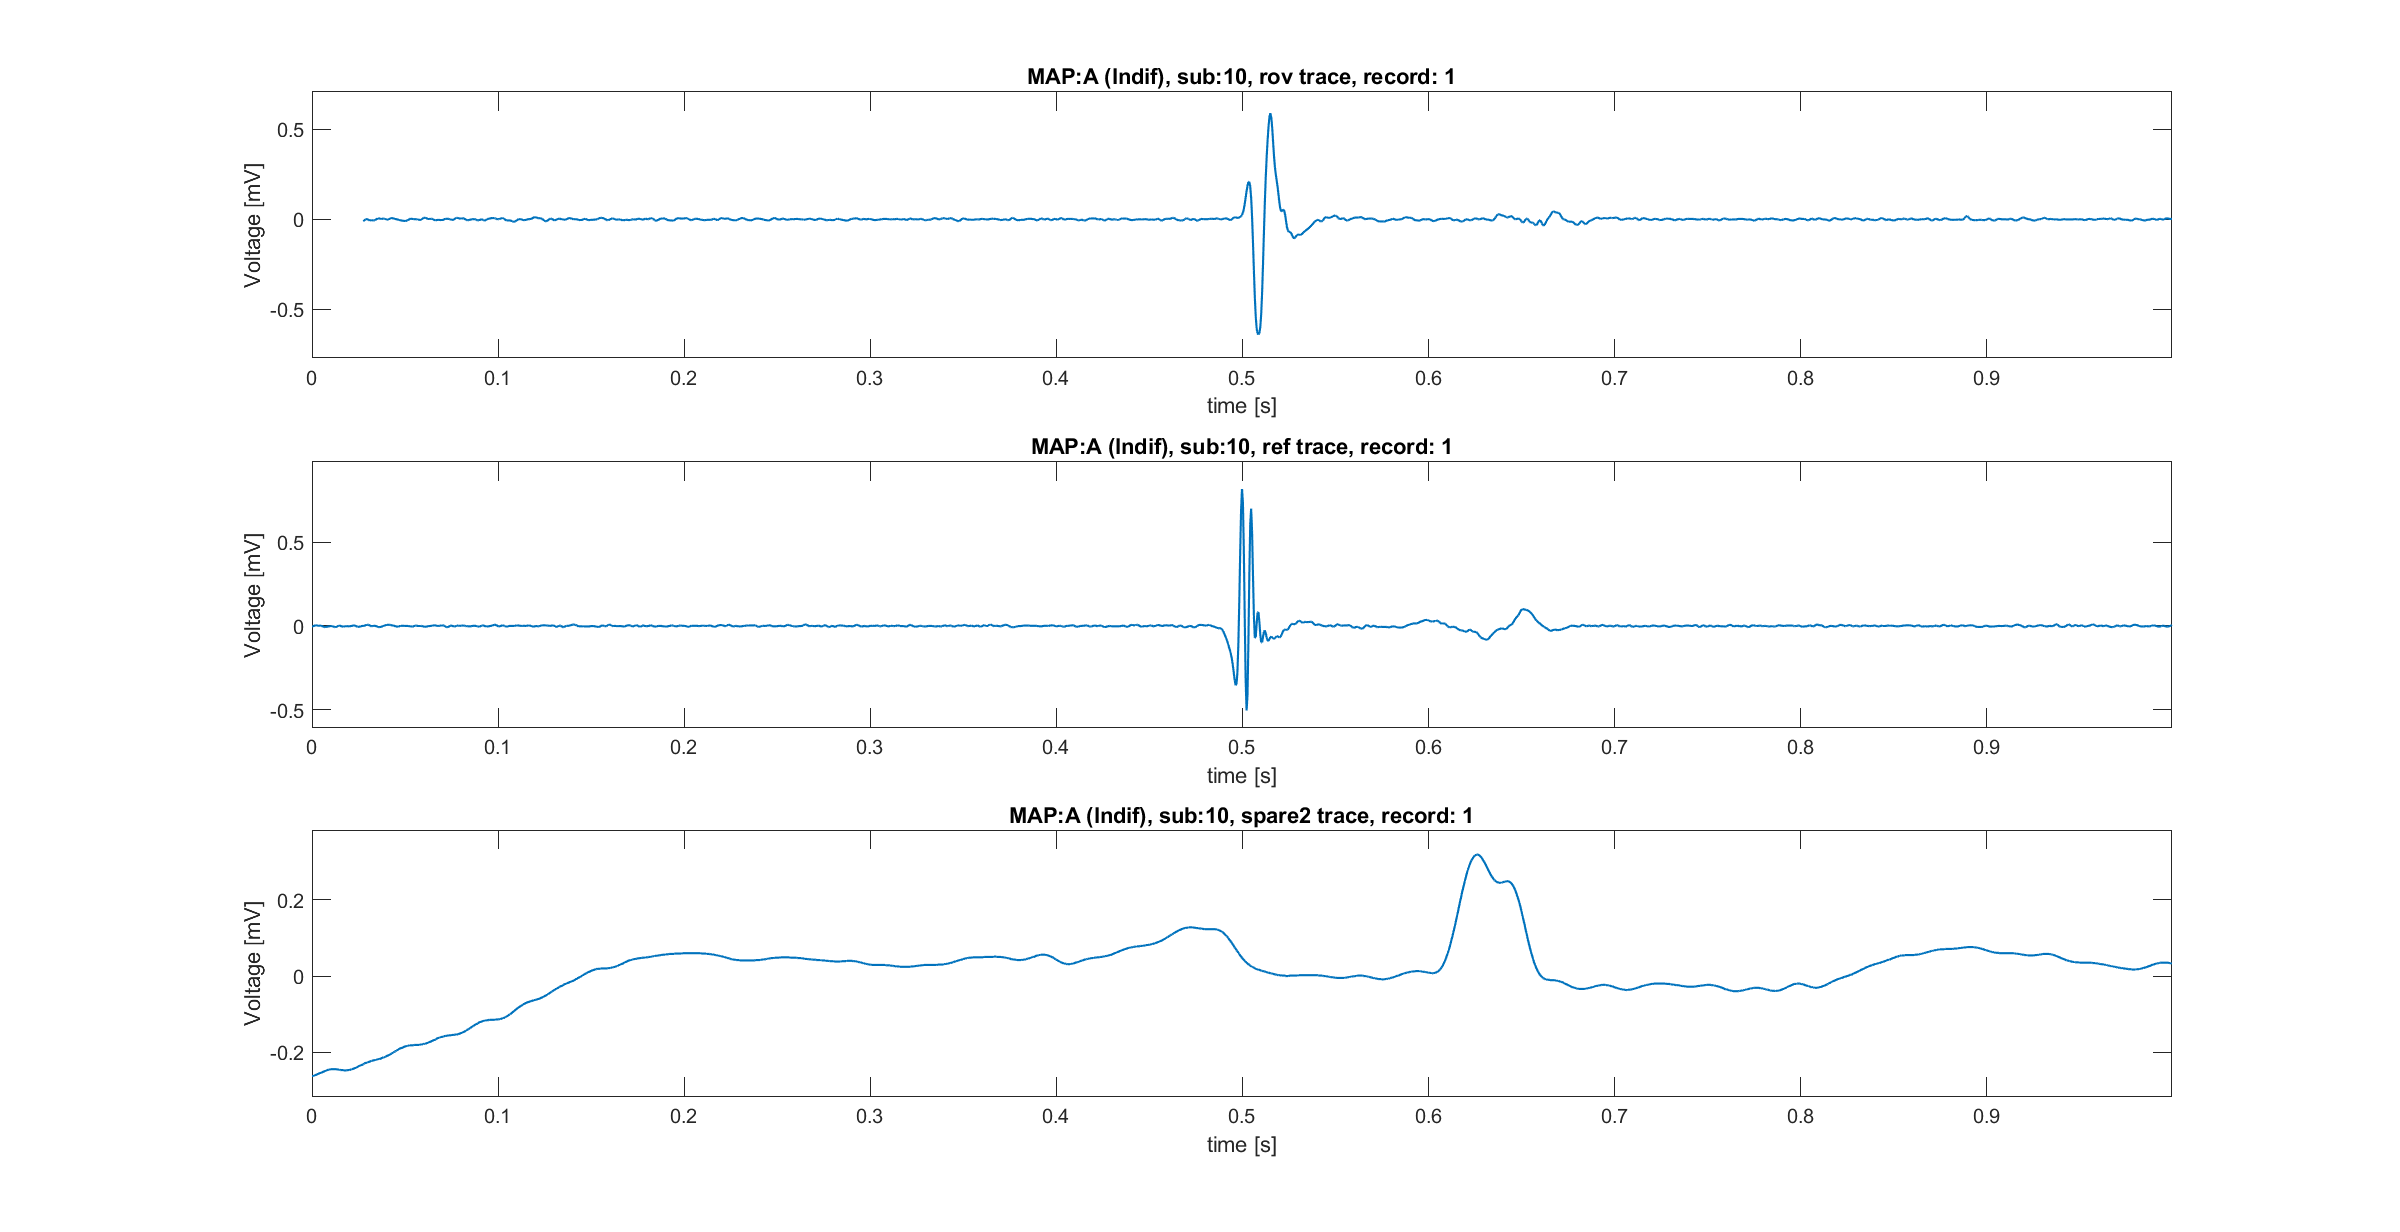 MAP:A (Indif), sub:10, rov trace, record: 1
Voltage [mV]
0.5
0
-0.5
0 0.1 0.2 0.3 0.4 0.5 0.6 0.7 0.8 0.9
time [s]
MAP:A (Indif), sub:10, ref trace, record: 1
Voltage [mV]
0.5
0
-0.5
0 0.1 0.2 0.3 0.4 0.5 0.6 0.7 0.8 0.9
time [s]
MAP:A (Indif), sub:10, spare2 trace, record: 1
Voltage [mV]
0.2
0
-0.2
0 0.1 0.2 0.3 0.4 0.5 0.6 0.7 0.8 0.9
time [s]